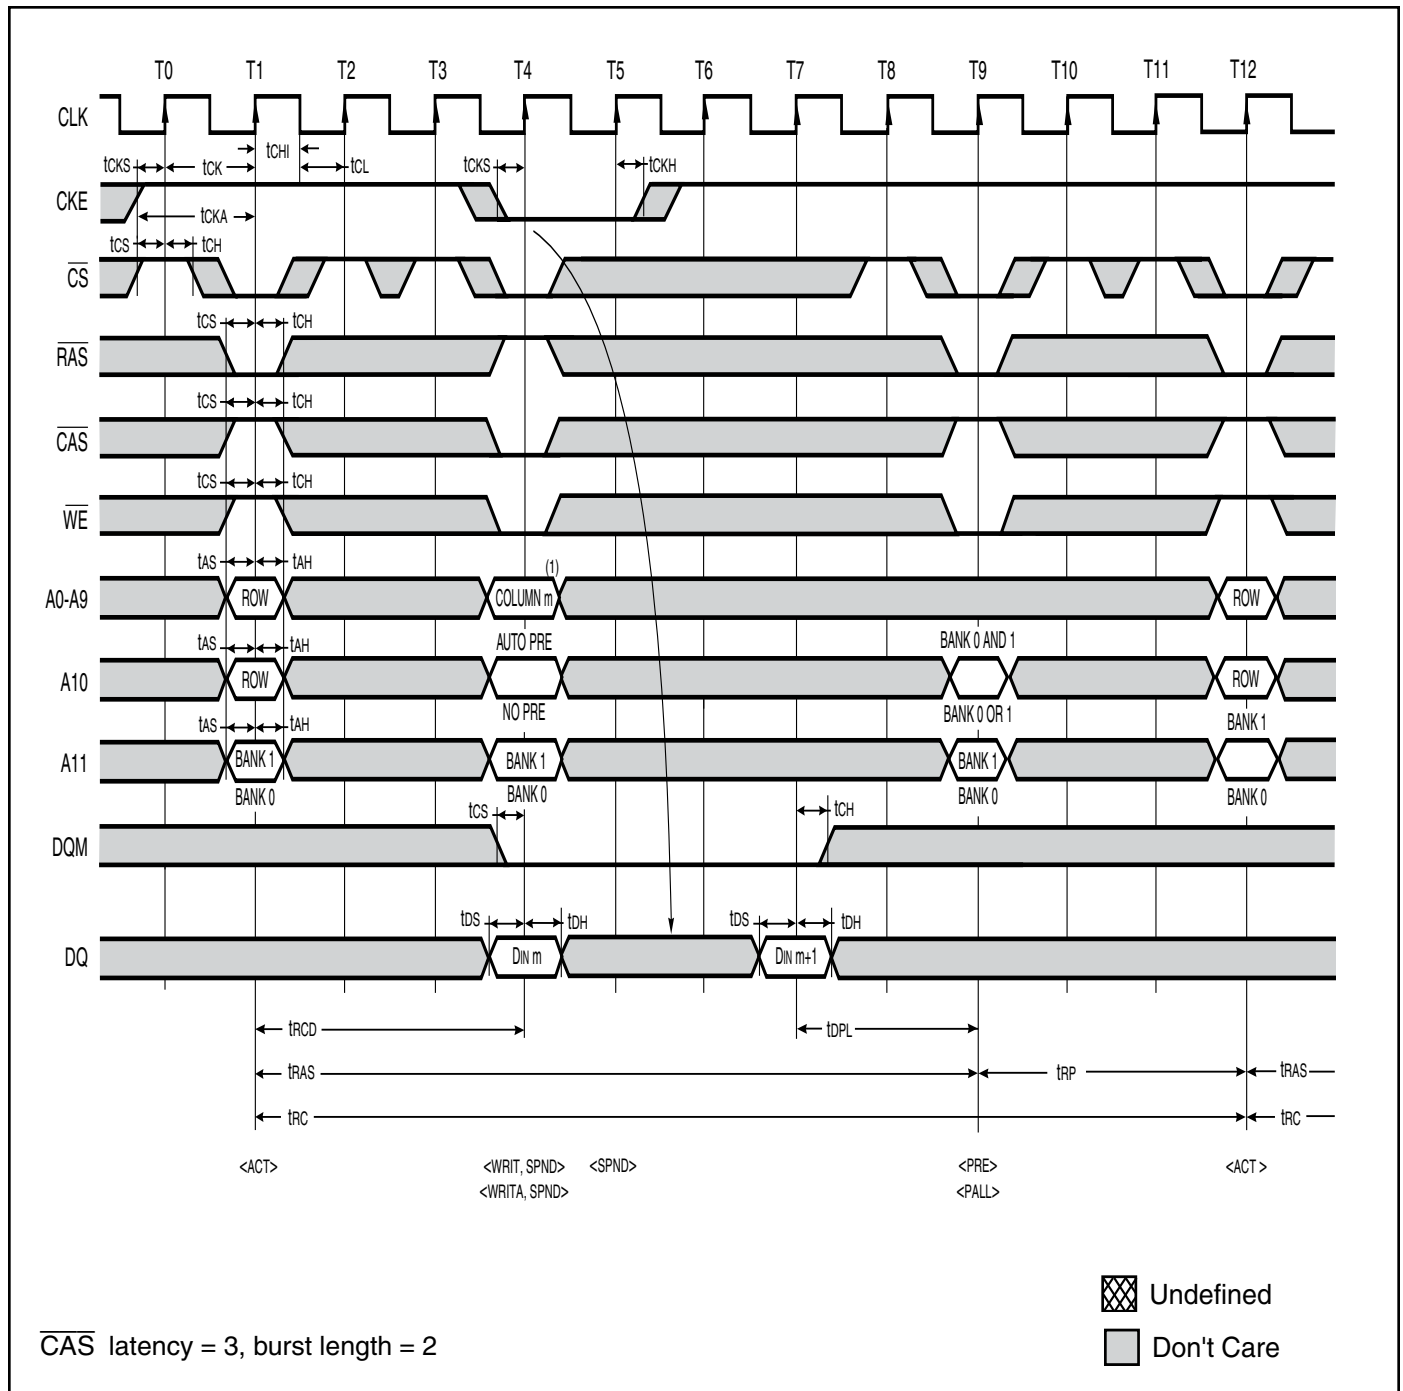 T0 T1 T2 T3 T4 T5 T6 T7 T8 T9 T10 T11 T12
CLK
tCHI
tCKS tCK tCL tCKS tCKH
CKE
tCKA
tCS tCH
CS
tCS tCH
RAS
tCS tCH
CAS
tCS tCH
WE
tAS tAH (1)
A0-A9 ROW COLUMN m ROW
AUTO PRE BANK 0 AND 1
tAS tAH
A10 ROW ROW
NO PRE BANK 0 OR 1 BANK 1
tAS tAH
A11 BANK 1 BANK 1 BANK 1
BANK 0 BANK 0 BANK 0 BANK 0
tCS tCH
DQM
tDS tDH tDS tDH
DQ DIN m DIN m+1
tRCD tDPL
tRAS tRP tRAS
tRC tRC
<ACT> <WRIT, SPND> <SPND> <PRE> <ACT >
<WRITA, SPND> <PALL>
Undefined
CAS latency = 3, burst length = 2 Don't Care